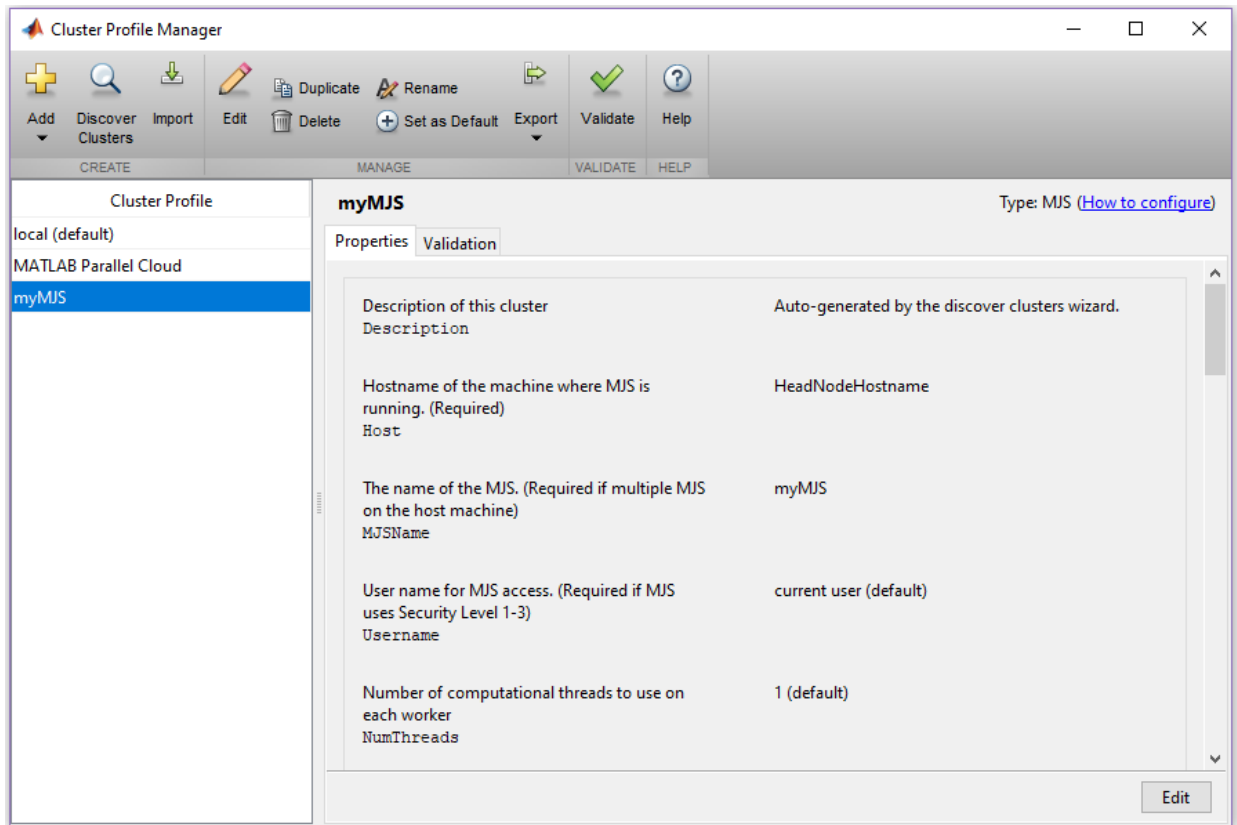 Cluster Profile Manager
Add
Discover Clusters
Import
Edit
Duplicate
Delete
Rename
Set as Default
Export
Validate
Help
CREATE
MANAGE
VALIDATE
HELP
Cluster Profile
local (default)
MATLAB Parallel Cloud
myMJS
myMJS
Type: MJS (How to configure)
Properties
Validation
Description of this cluster
Description
Auto-generated by the discover clusters wizard.
Hostname of the machine where MJS is
running. (Required)
Host
HeadNodeHostname
The name of the MJS. (Required if multiple MJS
on the host machine)
MJSName
myMJS
User name for MJS access. (Required if MJS
uses Security Level 1-3)
Username
current user (default)
Number of computational threads to use on
each worker
NumThreads
1 (default)
Edit